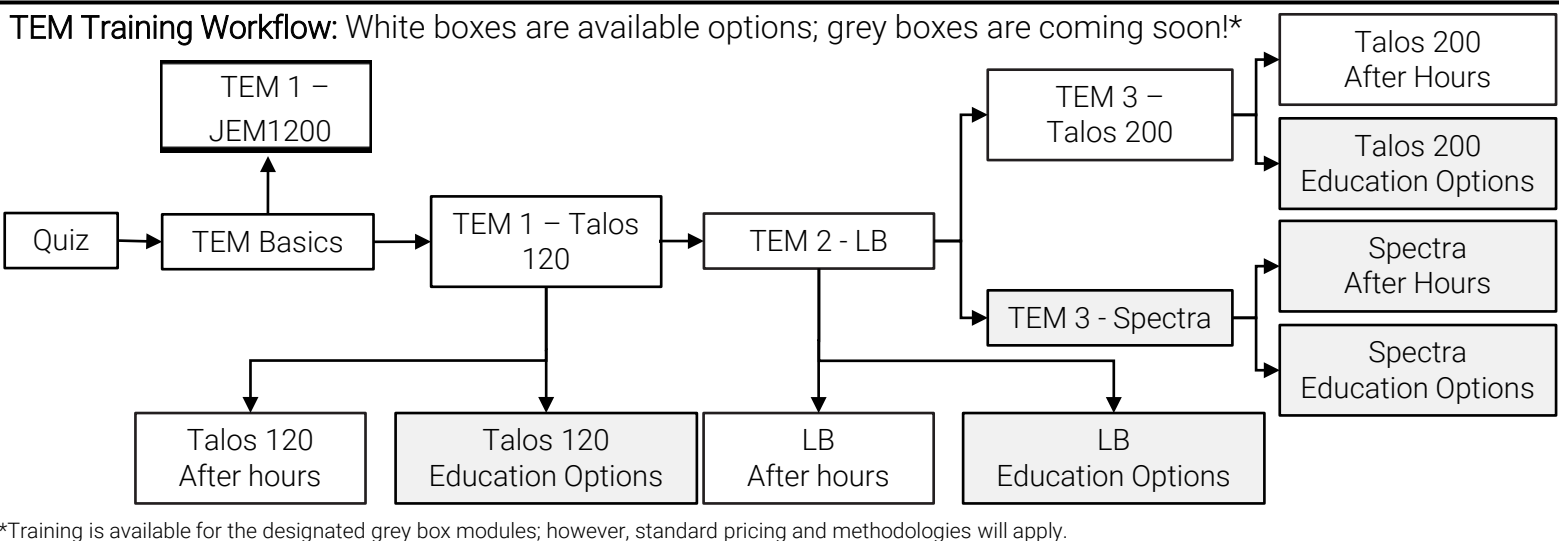 TEM Training Workflow: White boxes are available options; grey boxes are coming soon!*
TEM 1 –
JEM1200
Quiz
TEM Basics
TEM 1 – Talos
120
TEM 2 - LB
TEM 3 –
Talos 200
TEM 3 - Spectra
Talos 200
After Hours
Talos 200
Education Options
Spectra
After Hours
Spectra
Education Options
Talos 120
After hours
Talos 120
Education Options
LB
After hours
LB
Education Options
*Training is available for the designated grey box modules; however, standard pricing and methodologies will apply.